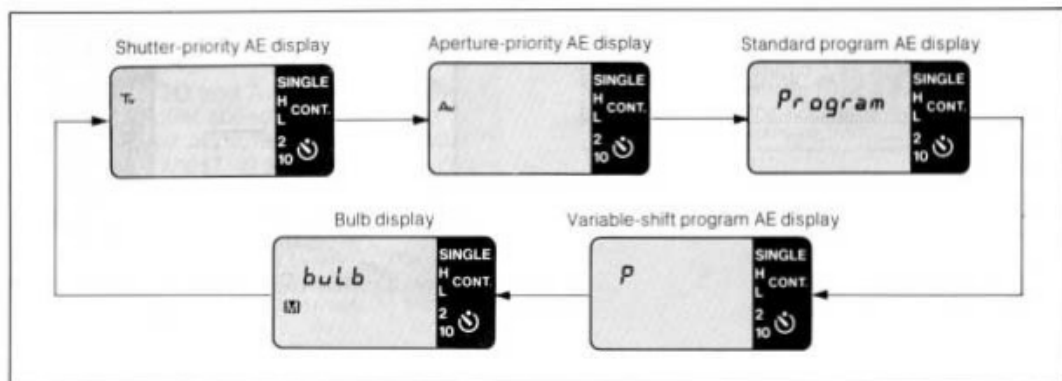 Shutter-priority AE display
Tv
SINGLE
H
L
CONT.
2
10
Aperture-priority AE display
Av
SINGLE
H
L
CONT.
2
10
Standard program AE display
Program
SINGLE
H
L
CONT.
2
10
Bulb display
bulb
M
SINGLE
H
L
CONT.
2
10
Variable-shift program AE display
P
SINGLE
H
L
CONT.
2
10